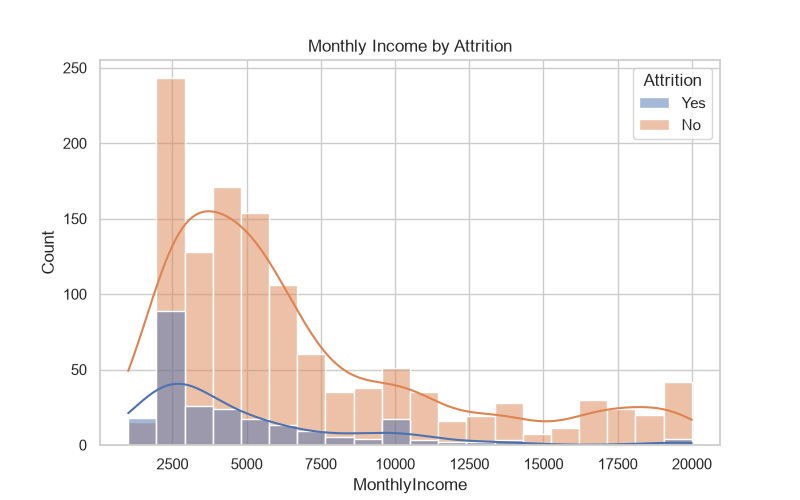 Monthly Income by Attrition
Attrition
Yes
No
Count
250
200
150
100
50
0
2500 5000 7500 10000 12500 15000 17500 20000
MonthlyIncome